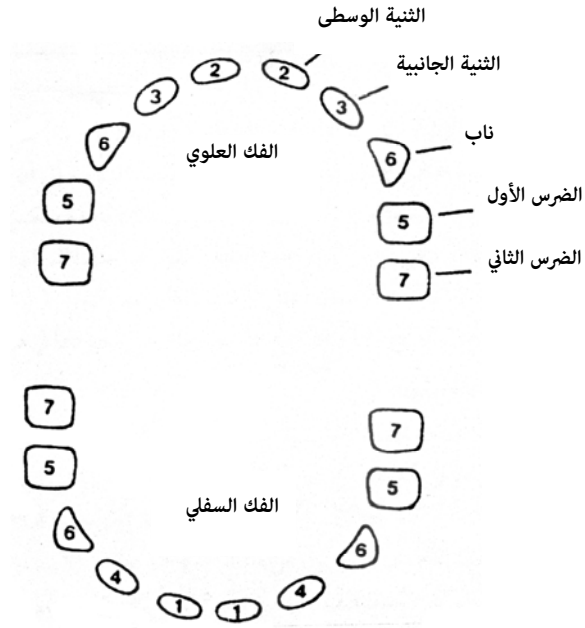 الثنية الوسطى
الثنية الجانبية
2 2
3 3
ناب
6 6
الفك العلوي
الضرس الأول
5 5
الضرس الثاني
7 7
7 7
5 5
الفك السفلي
6 6
4 4
1 1